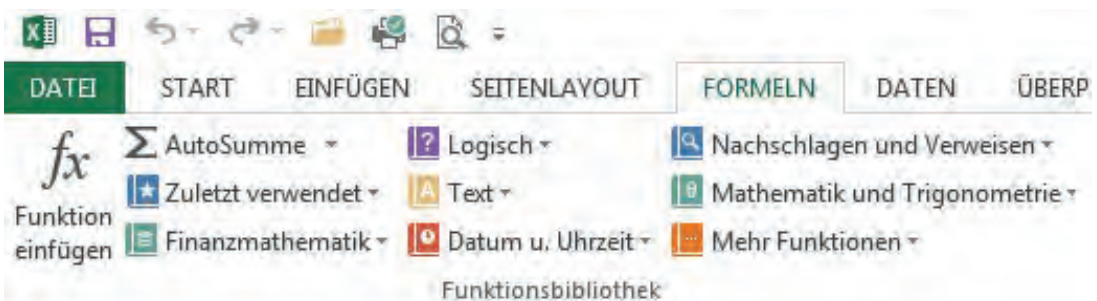 DATEI START EINFÜGEN SEITENLAYOUT FORMELN DATEN ÜBERP
fx Funktion einfügen
Σ AutoSumme
Zuletzt verwendet
Finanzmathematik
Logisch
Text
Datum u. Uhrzeit
Nachschlagen und Verweisen
Mathematik und Trigonometrie
Mehr Funktionen
Funktionsbibliothek